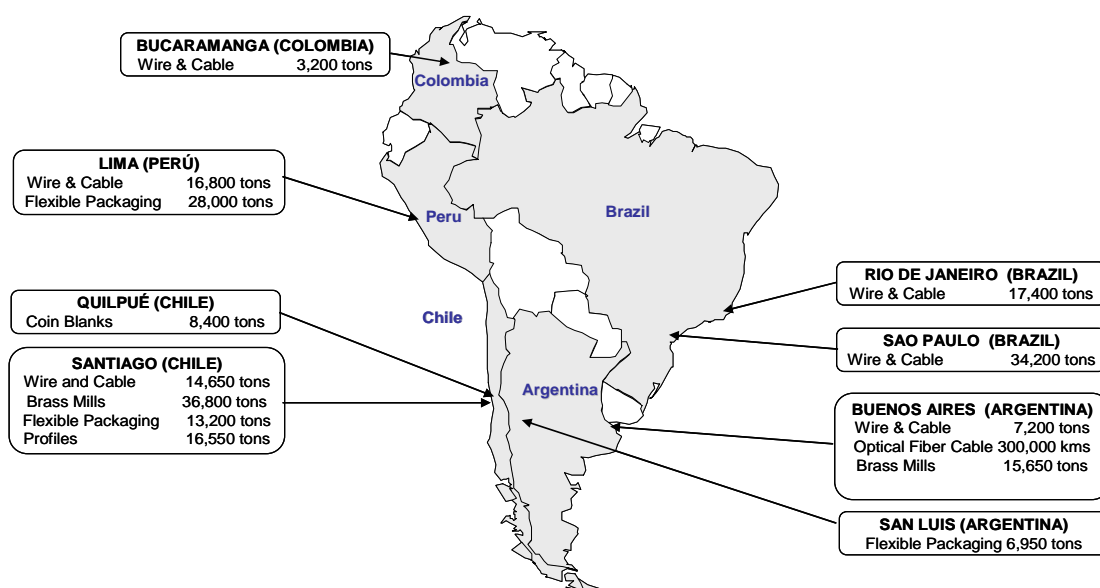 BUCARAMANGA (COLOMBIA)
Wire & Cable 3,200 tons
Colombia
LIMA (PERÚ)
Wire & Cable 16,800 tons
Flexible Packaging 28,000 tons
Peru
Brazil
QUILPUÉ (CHILE)
Coin Blanks 8,400 tons
Chile
SANTIAGO (CHILE)
Wire and Cable 14,650 tons
Brass Mills 36,800 tons
Flexible Packaging 13,200 tons
Profiles 16,550 tons
Argentina
RIO DE JANEIRO (BRAZIL)
Wire & Cable 17,400 tons
SAO PAULO (BRAZIL)
Wire & Cable 34,200 tons
BUENOS AIRES (ARGENTINA)
Wire & Cable 7,200 tons
Optical Fiber Cable 300,000 kms
Brass Mills 15,650 tons
SAN LUIS (ARGENTINA)
Flexible Packaging 6,950 tons